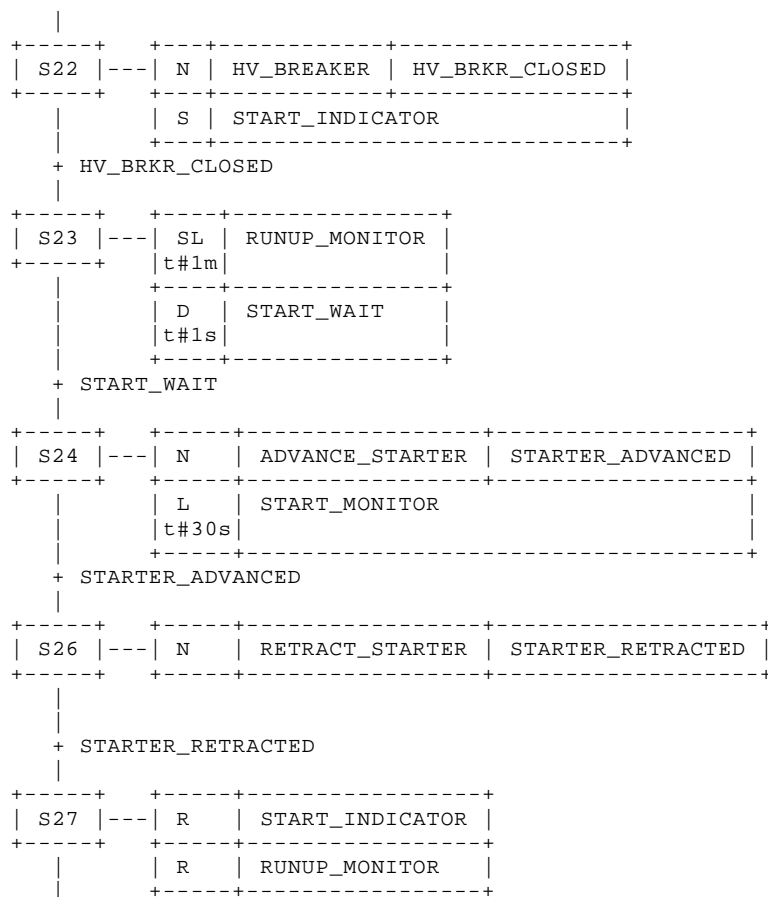 S22 N HV_BREAKER HV_BRKR_CLOSED
S START_INDICATOR
HV_BRKR_CLOSED
S23 SL RUNUP_MONITOR
t#1m
D START_WAIT
t#1s
START_WAIT
S24 N ADVANCE_STARTER STARTER_ADVANCED
L START_MONITOR
t#30s
STARTER_ADVANCED
S26 N RETRACT_STARTER STARTER_RETRACTED
STARTER_RETRACTED
S27 R START_INDICATOR
R RUNUP_MONITOR